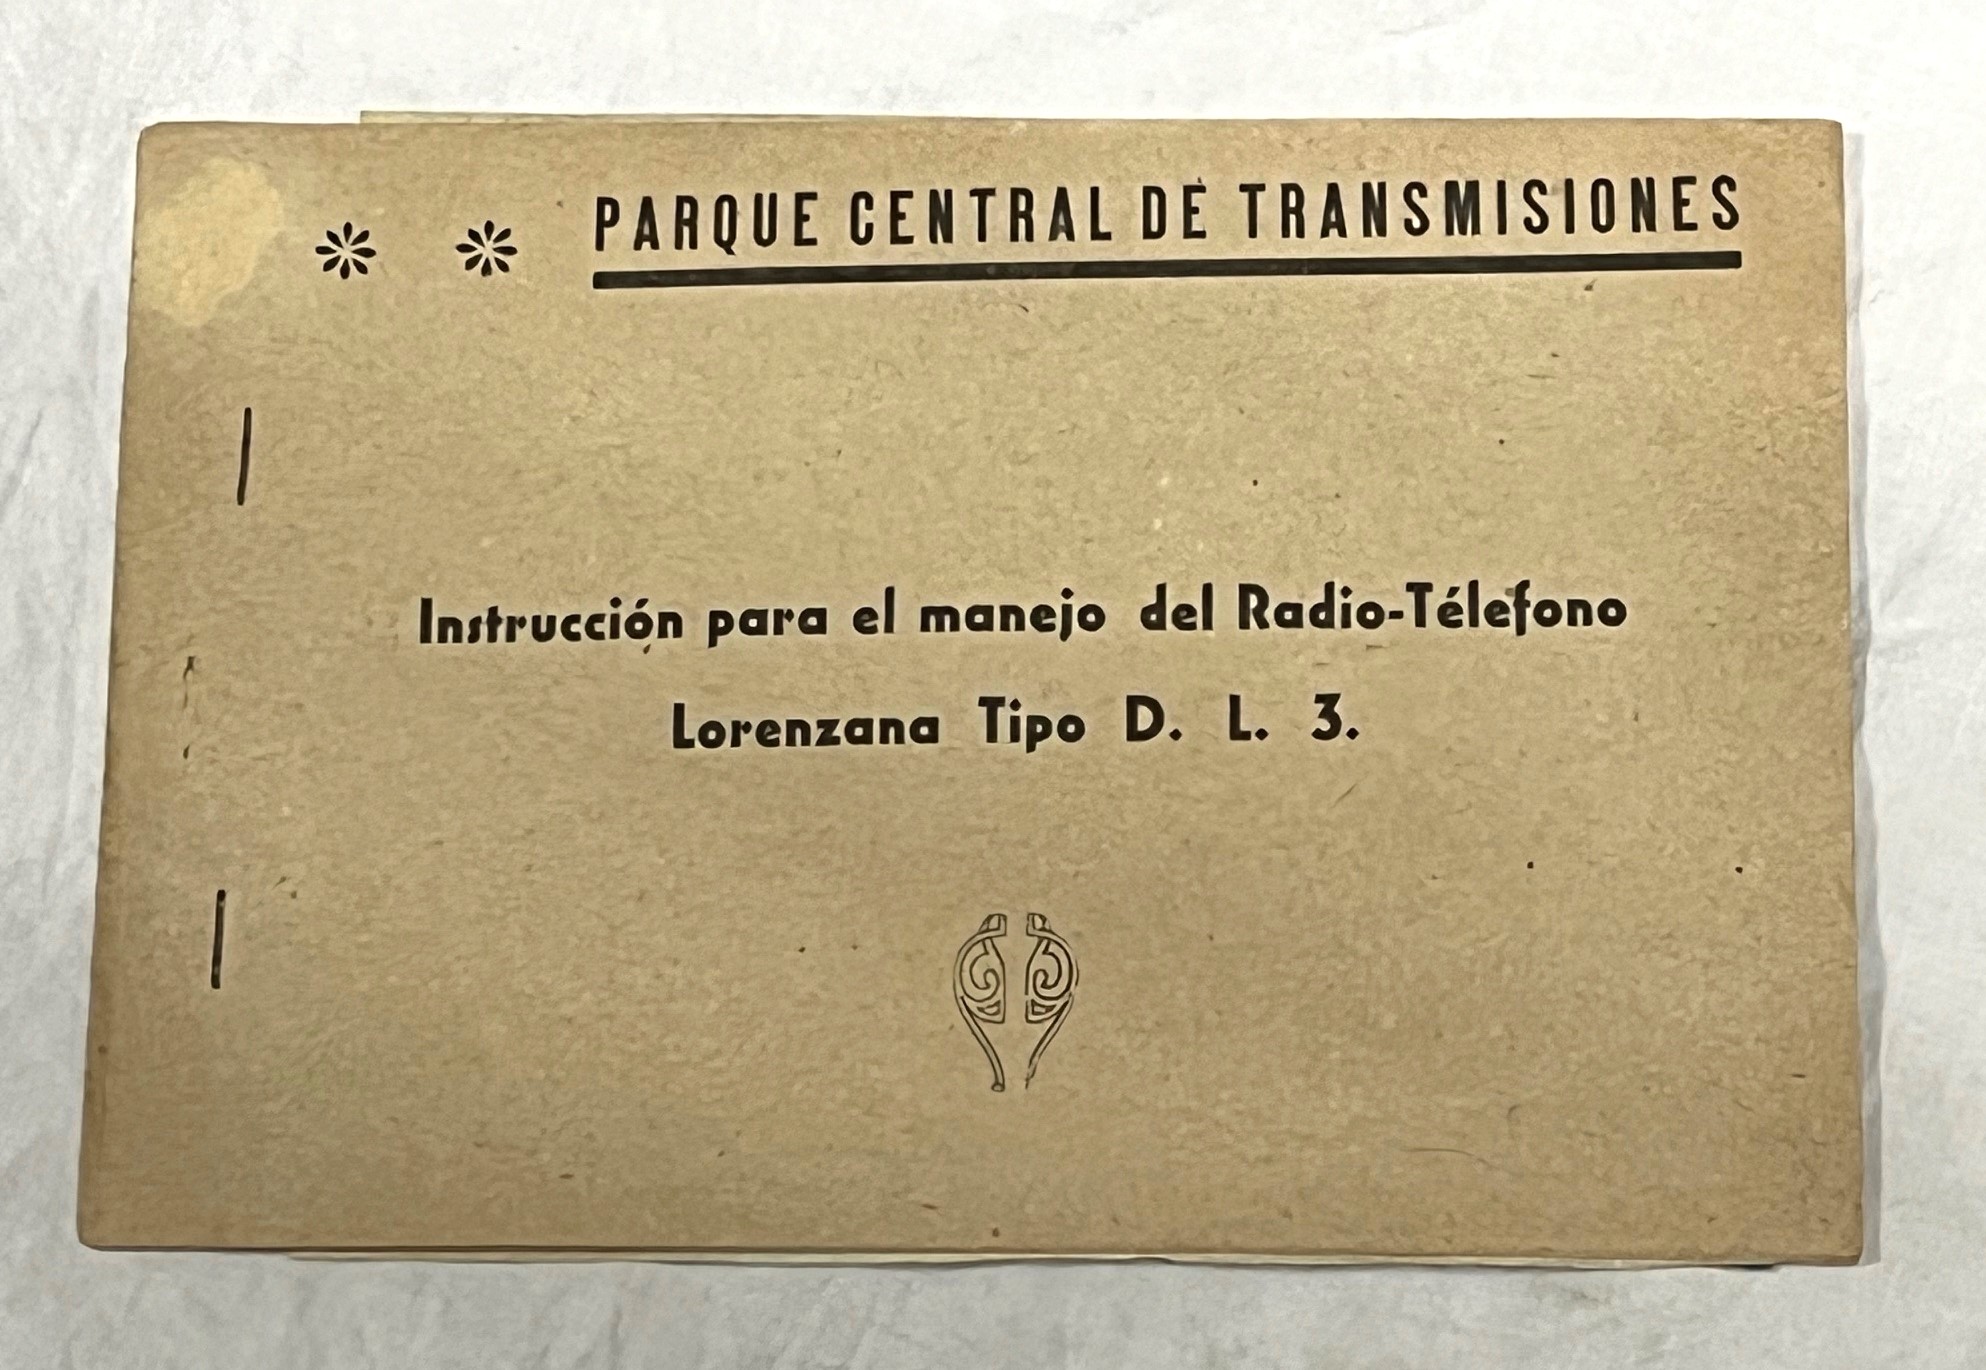 PARQUE CENTRAL DE TRANSMISIONES
Instrucción para el manejo del Radio-Télefono
Lorenzana Tipo D. L. 3.